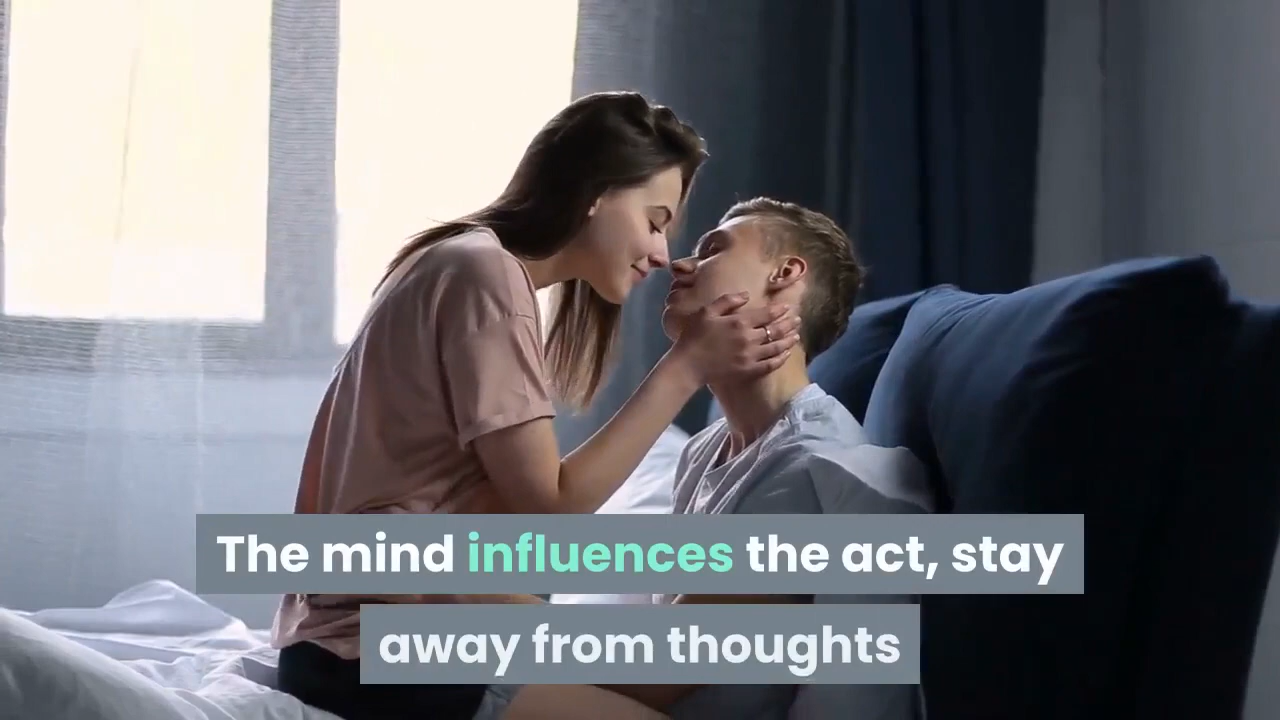 The mind influences the act, stay
away from thoughts